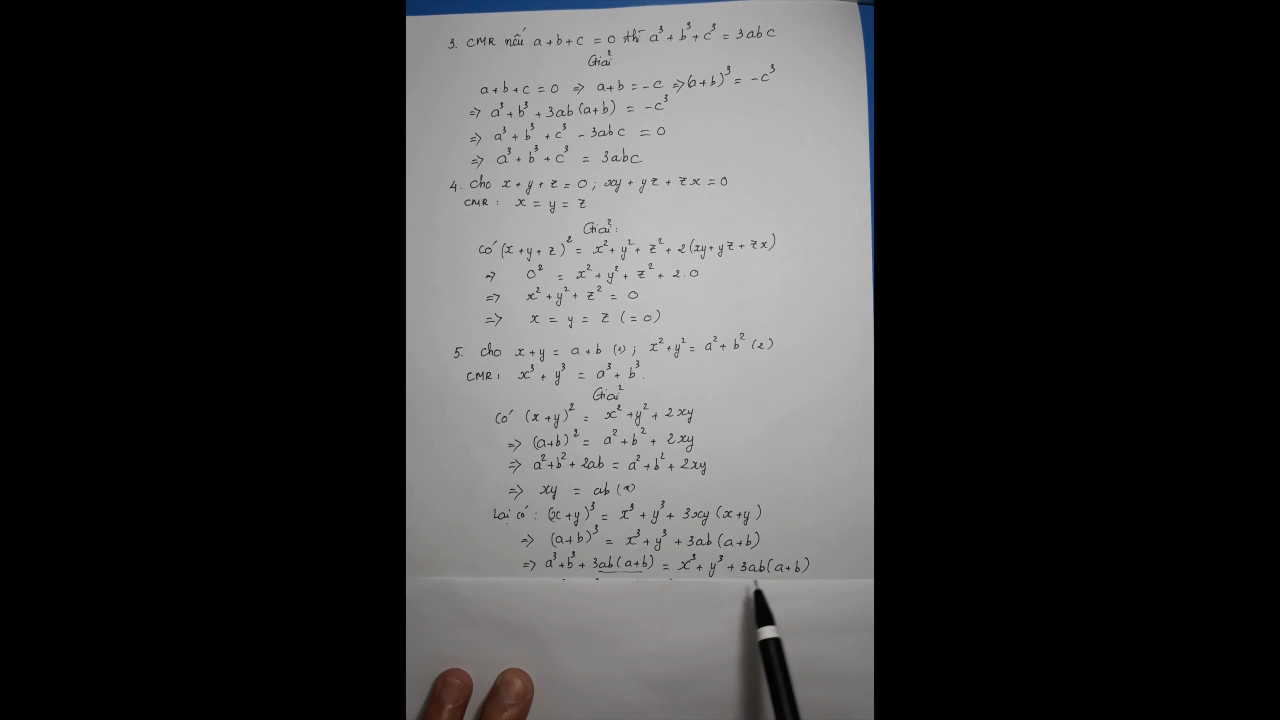 3. CMR nếu a+b+c = 0 thì a³ + b³ + c³ = 3abc
Giải
a+b+c = 0 => a+b = -c => (a+b)³ = -c³
=> a³ + b³ + 3ab(a+b) = -c³
=> a³ + b³ + c³ - 3abc = 0
=> a³ + b³ + c³ = 3abc
4. Cho x+y+z = 0 ; xy + yz + zx = 0
CMR : x = y = z
Giải :
Có (x+y+z)² = x² + y² + z² + 2(xy+yz+zx)
=> 0² = x² + y² + z² + 2.0
=> x² + y² + z² = 0
=> x = y = z (=0)
5. Cho x+y = a+b (1) ; x²+y² = a²+b² (2)
CMR : x³ + y³ = a³ + b³.
Giải
Có (x+y)² = x² + y² + 2xy
=> (a+b)² = a² + b² + 2xy
=> a²+b²+2ab = a²+b²+2xy
=> xy = ab (*)
Lại có : (x+y)³ = x³ + y³ + 3xy(x+y)
=> (a+b)³ = x³ + y³ + 3ab(a+b)
=> a³+b³ + 3ab(a+b) = x³ + y³ + 3ab(a+b)